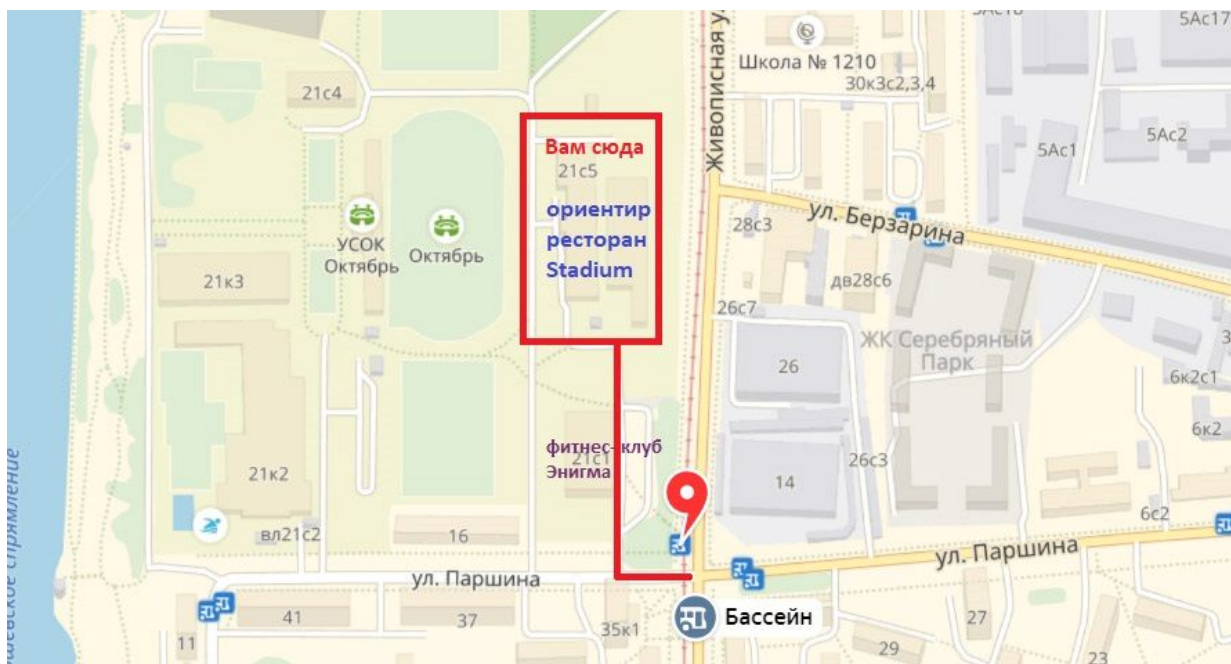 5Ас17
Школа № 1210
30к3с2,3,4
Живописная ул
21с4
5Ас2
5Ас1
Вам сюда
21с5
ориентир
ресторан
Stadium
ул. Берзарина
28с3
УСОК
Октябрь
Октябрь
21к3
дв28с6
26с7
ЖК Серебряный
Парк
26
6к2с1
6к2
фитнес-клуб
Энигма
21с1
26с3
21к2
14
6с2
вл21с2
16
ул. Паршина
ул. Паршина
41
37
35к1
Бассейн
27
11
29
23
прямление